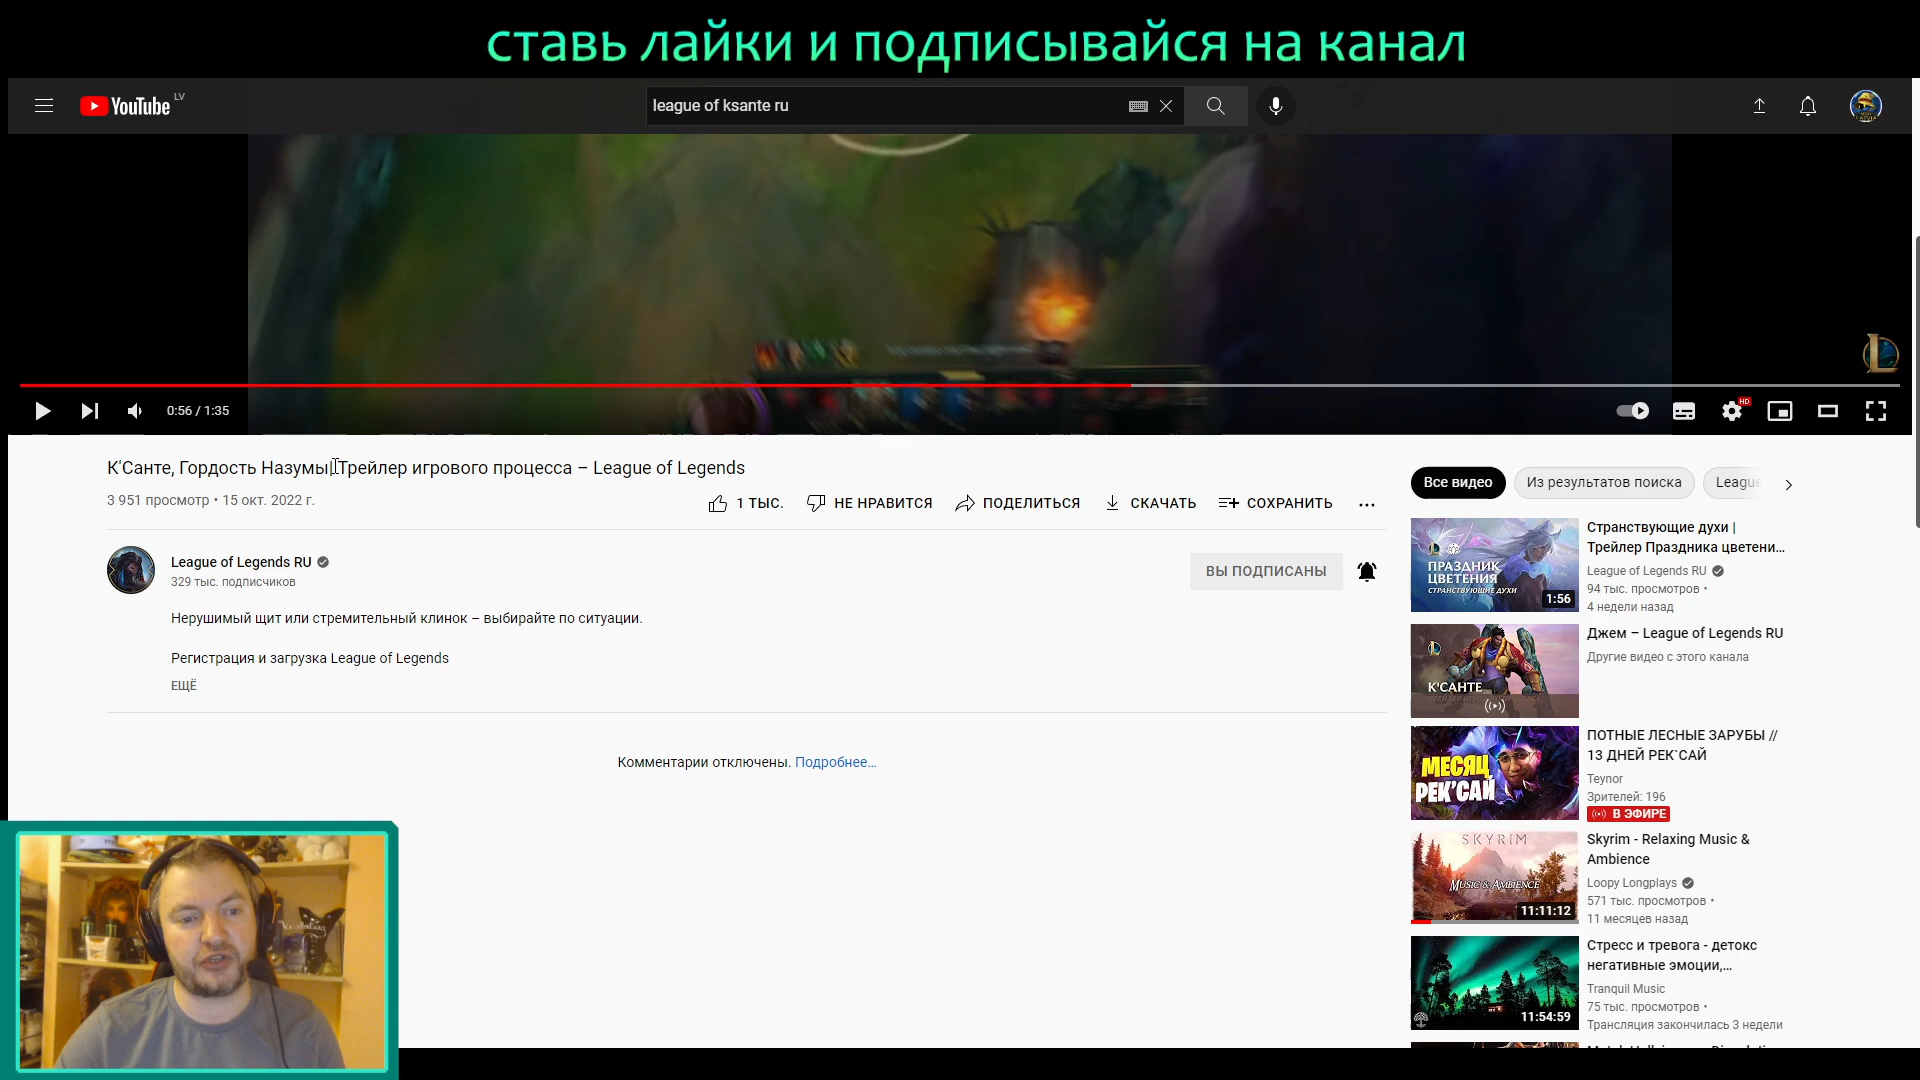 ставь лайки и подписывайся на канал
YouTube LV
league of ksante ru
0:56 / 1:35
HD
К'Санте, Гордость Назумы | Трейлер игрового процесса – League of Legends
3 951 просмотр • 15 окт. 2022 г.
1 ТЫС.
НЕ НРАВИТСЯ
ПОДЕЛИТЬСЯ
СКАЧАТЬ
СОХРАНИТЬ
League of Legends RU
329 тыс. подписчиков
ВЫ ПОДПИСАНЫ
Нерушимый щит или стремительный клинок – выбирайте по ситуации.
Регистрация и загрузка League of Legends
ЕЩЁ
Комментарии отключены. Подробнее...
Все видео
Из результатов поиска
League
ПРАЗДНИК
ЦВЕТЕНИЯ
СТРАНСТВУЮЩИЕ ДУХИ
1:56
Странствующие духи |
Трейлер Праздника цветени...
League of Legends RU
94 тыс. просмотров •
4 недели назад
К'САНТЕ
Джем – League of Legends RU
Другие видео с этого канала
МЕСЯЦ
РЕК'САЙ
ПОТНЫЕ ЛЕСНЫЕ ЗАРУБЫ //
13 ДНЕЙ РЕК`САЙ
Teynor
Зрителей: 196
В ЭФИРЕ
SKYRIM
MUSIC & AMBIENCE
11:11:12
Skyrim - Relaxing Music &
Ambience
Loopy Longplays
571 тыс. просмотров •
11 месяцев назад
11:54:59
Стресс и тревога - детокс
негативные эмоции,...
Tranquil Music
75 тыс. просмотров •
Трансляция закончилась 3 недели